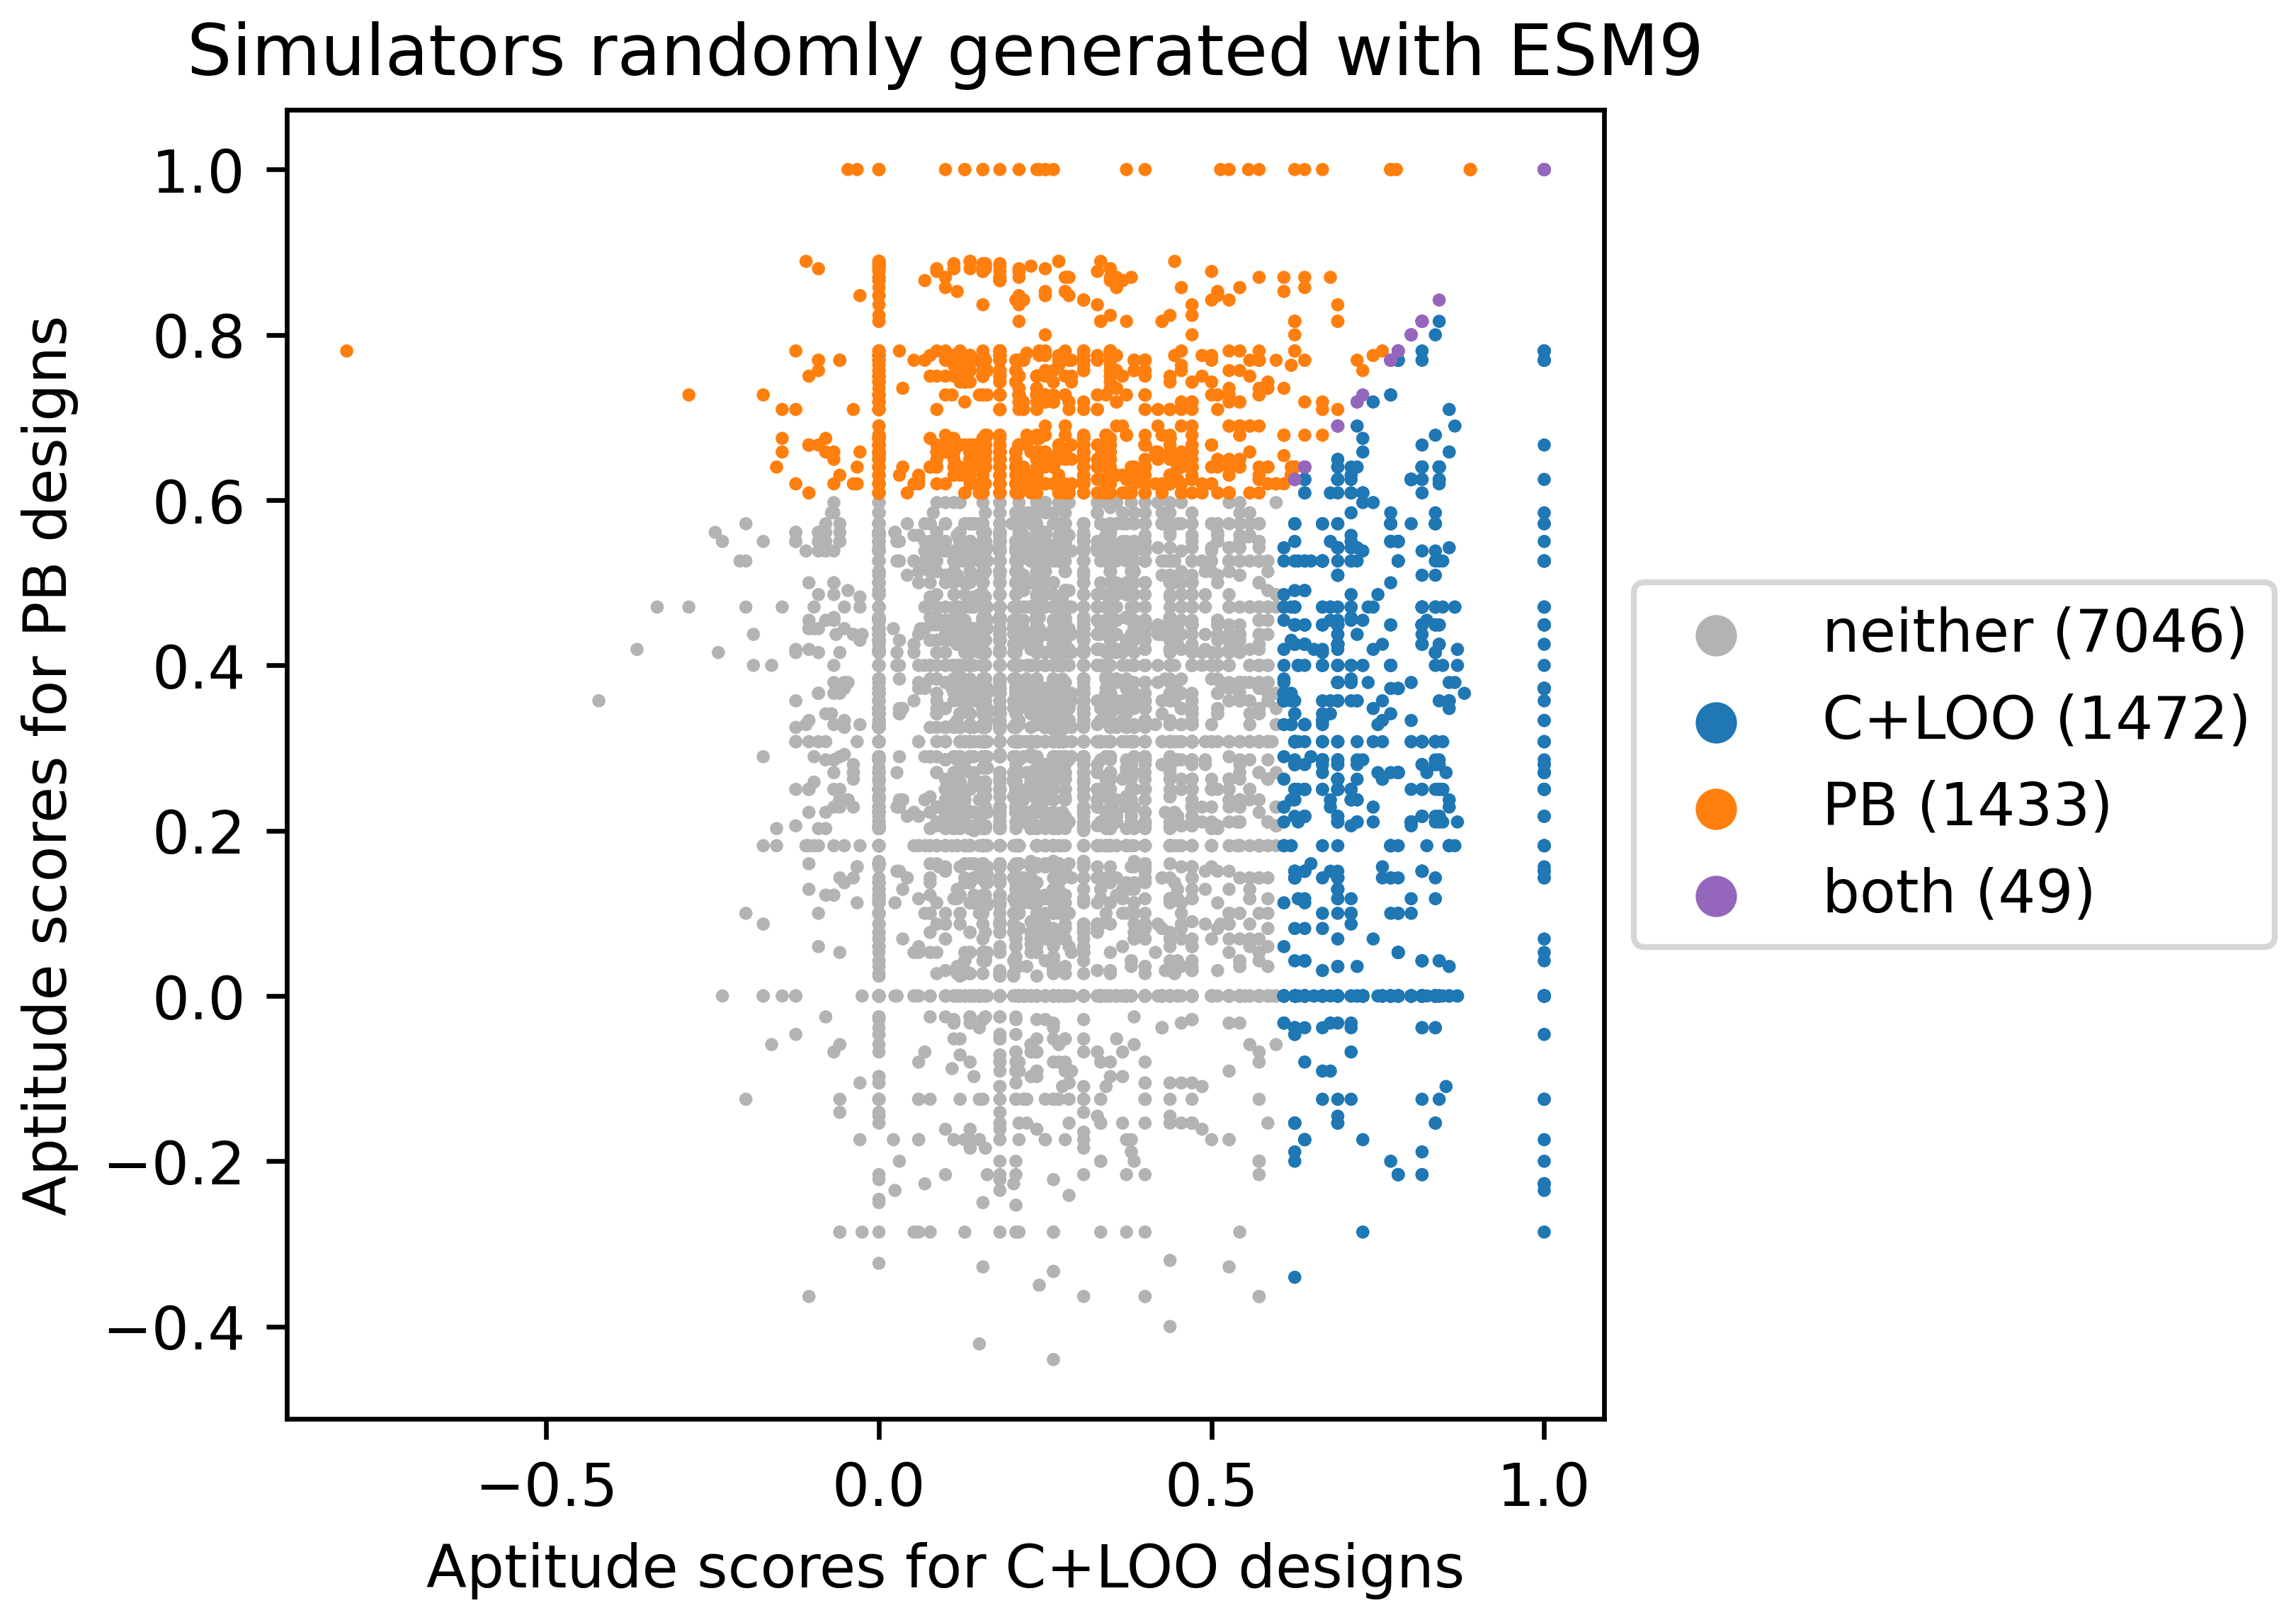 Simulators randomly generated with ESM9
Aptitude scores for PB designs
1.0
0.8
0.6
0.4
0.2
0.0
−0.2
−0.4
−0.5
0.0
0.5
1.0
Aptitude scores for C+LOO designs
neither (7046)
C+LOO (1472)
PB (1433)
both (49)